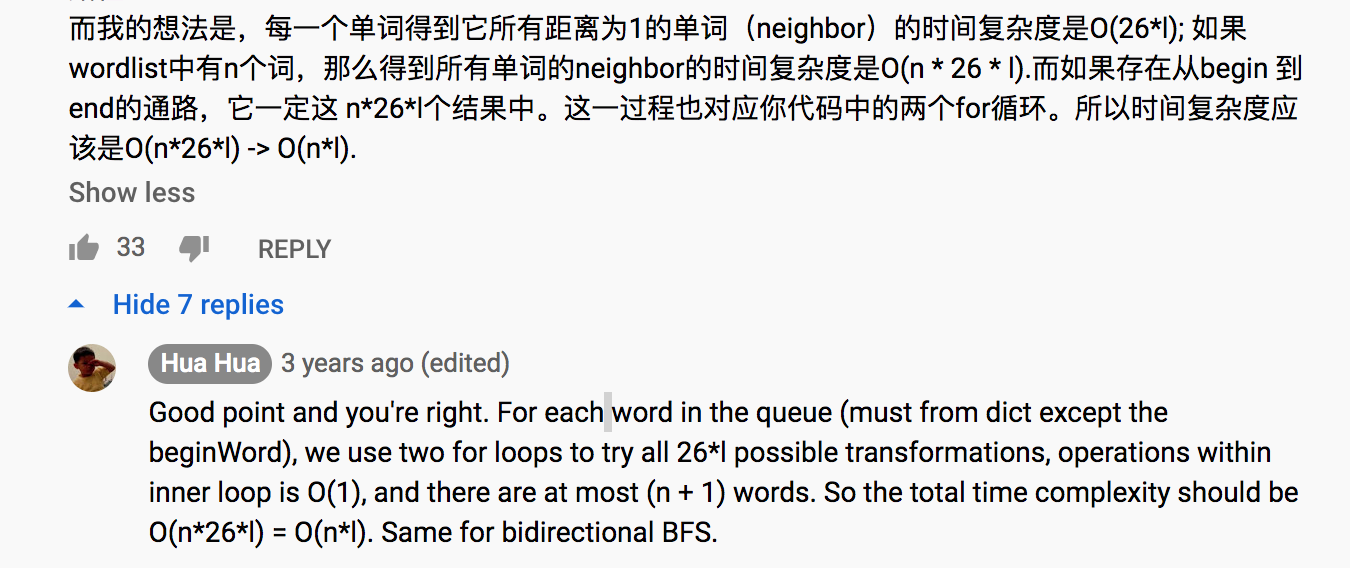 而我的想法是，每一个单词得到它所有距离为1的单词（neighbor）的时间复杂度是O(26*l); 如果
wordlist中有n个词，那么得到所有单词的neighbor的时间复杂度是O(n * 26 * l).而如果存在从begin 到
end的通路，它一定这 n*26*l个结果中。这一过程也对应你代码中的两个for循环。所以时间复杂度应
该是O(n*26*l) -> O(n*l).
Show less
33 REPLY
Hide 7 replies
Hua Hua 3 years ago (edited)
Good point and you're right. For each word in the queue (must from dict except the
beginWord), we use two for loops to try all 26*l possible transformations, operations within
inner loop is O(1), and there are at most (n + 1) words. So the total time complexity should be
O(n*26*l) = O(n*l). Same for bidirectional BFS.